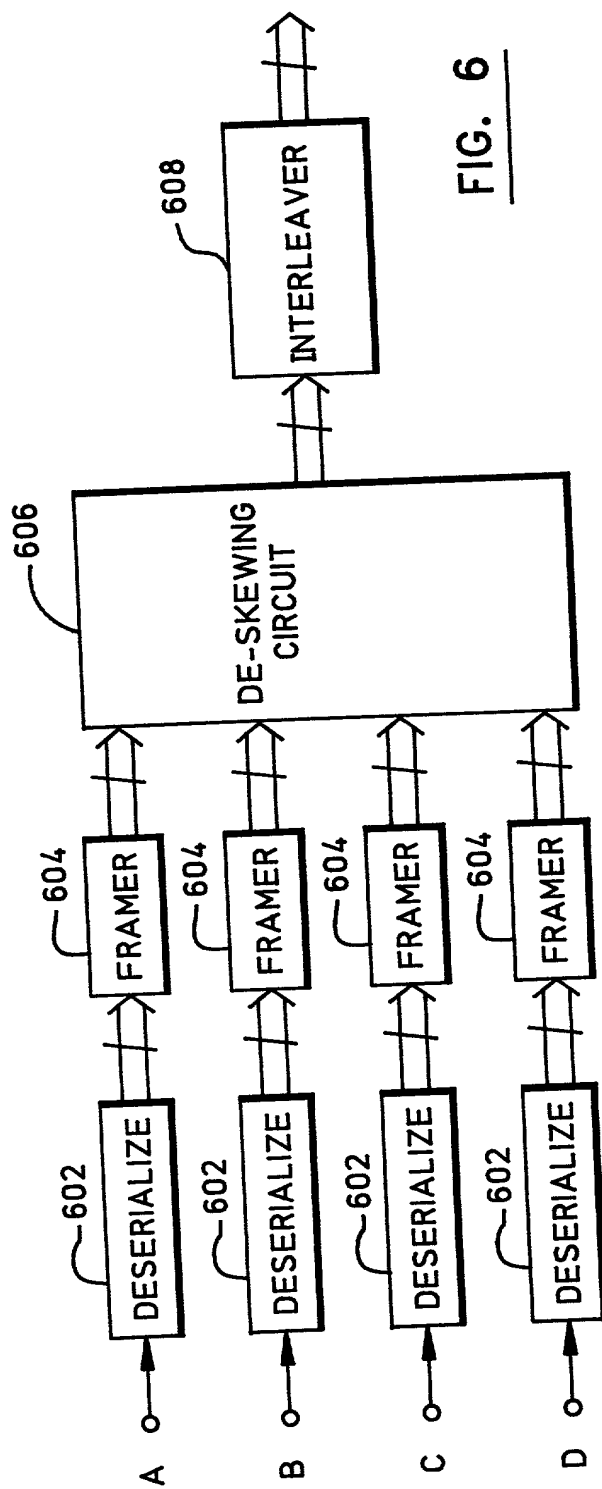 A
602
DESERIALIZE
604
FRAMER
B
602
DESERIALIZE
604
FRAMER
C
602
DESERIALIZE
604
FRAMER
D
602
DESERIALIZE
604
FRAMER
606
DE-SKEWING
CIRCUIT
608
INTERLEAVER
FIG. 6